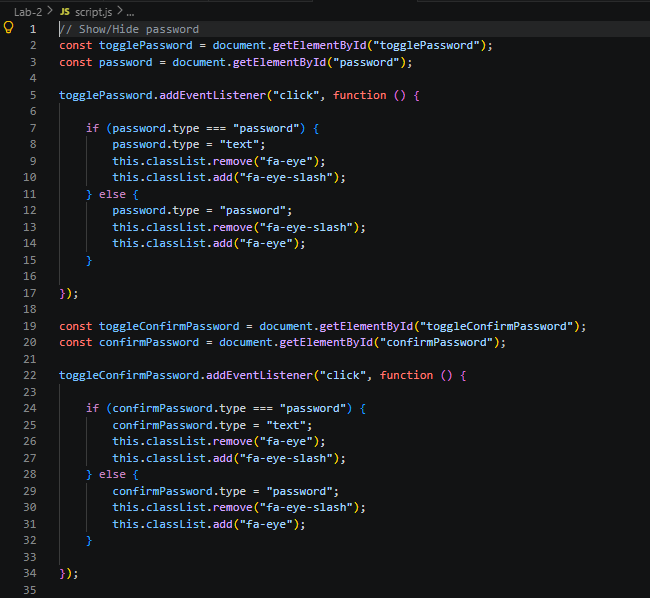 Lab-2 > JS script.js > ...
1 // Show/Hide password
2 const togglePassword = document.getElementById("togglePassword");
3 const password = document.getElementById("password");
4
5 togglePassword.addEventListener("click", function () {
6
7     if (password.type === "password") {
8         password.type = "text";
9         this.classList.remove("fa-eye");
10         this.classList.add("fa-eye-slash");
11     } else {
12         password.type = "password";
13         this.classList.remove("fa-eye-slash");
14         this.classList.add("fa-eye");
15     }
16
17 });
18
19 const toggleConfirmPassword = document.getElementById("toggleConfirmPassword");
20 const confirmPassword = document.getElementById("confirmPassword");
21
22 toggleConfirmPassword.addEventListener("click", function () {
23
24     if (confirmPassword.type === "password") {
25         confirmPassword.type = "text";
26         this.classList.remove("fa-eye");
27         this.classList.add("fa-eye-slash");
28     } else {
29         confirmPassword.type = "password";
30         this.classList.remove("fa-eye-slash");
31         this.classList.add("fa-eye");
32     }
33
34 });
35